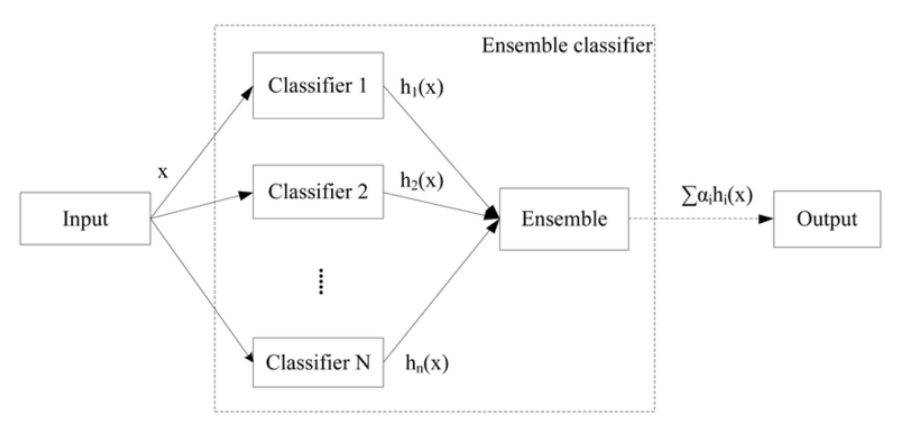 Ensemble classifier
Classifier 1
h₁(x)
x
Classifier 2
h₂(x)
Input
Ensemble
∑αᵢhᵢ(x)
Output
Classifier N
hₙ(x)